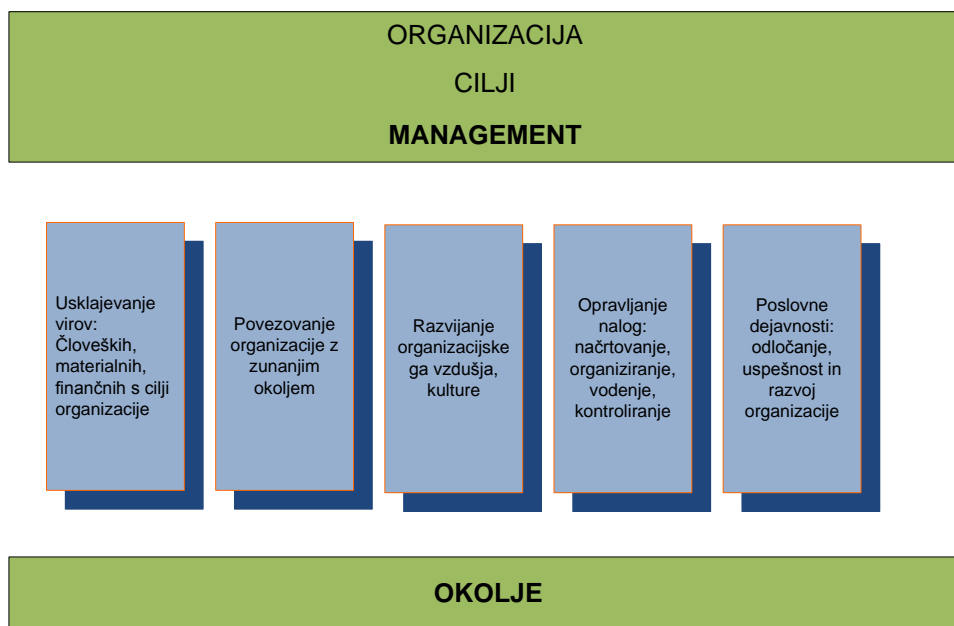 ORGANIZACIJA
CILJI
MANAGEMENT
Usklajevanje
virov:
Človeških,
materialnih,
finančnih s cilji
organizacije
Povezovanje
organizacije z
zunanjim
okoljem
Razvijanje
organizacijske
ga vzdušja,
kulture
Opravljanje
nalog:
načrtovanje,
organiziranje,
vodenje,
kontroliranje
Poslovne
dejavnosti:
odločanje,
uspešnost in
razvoj
organizacije
OKOLJE